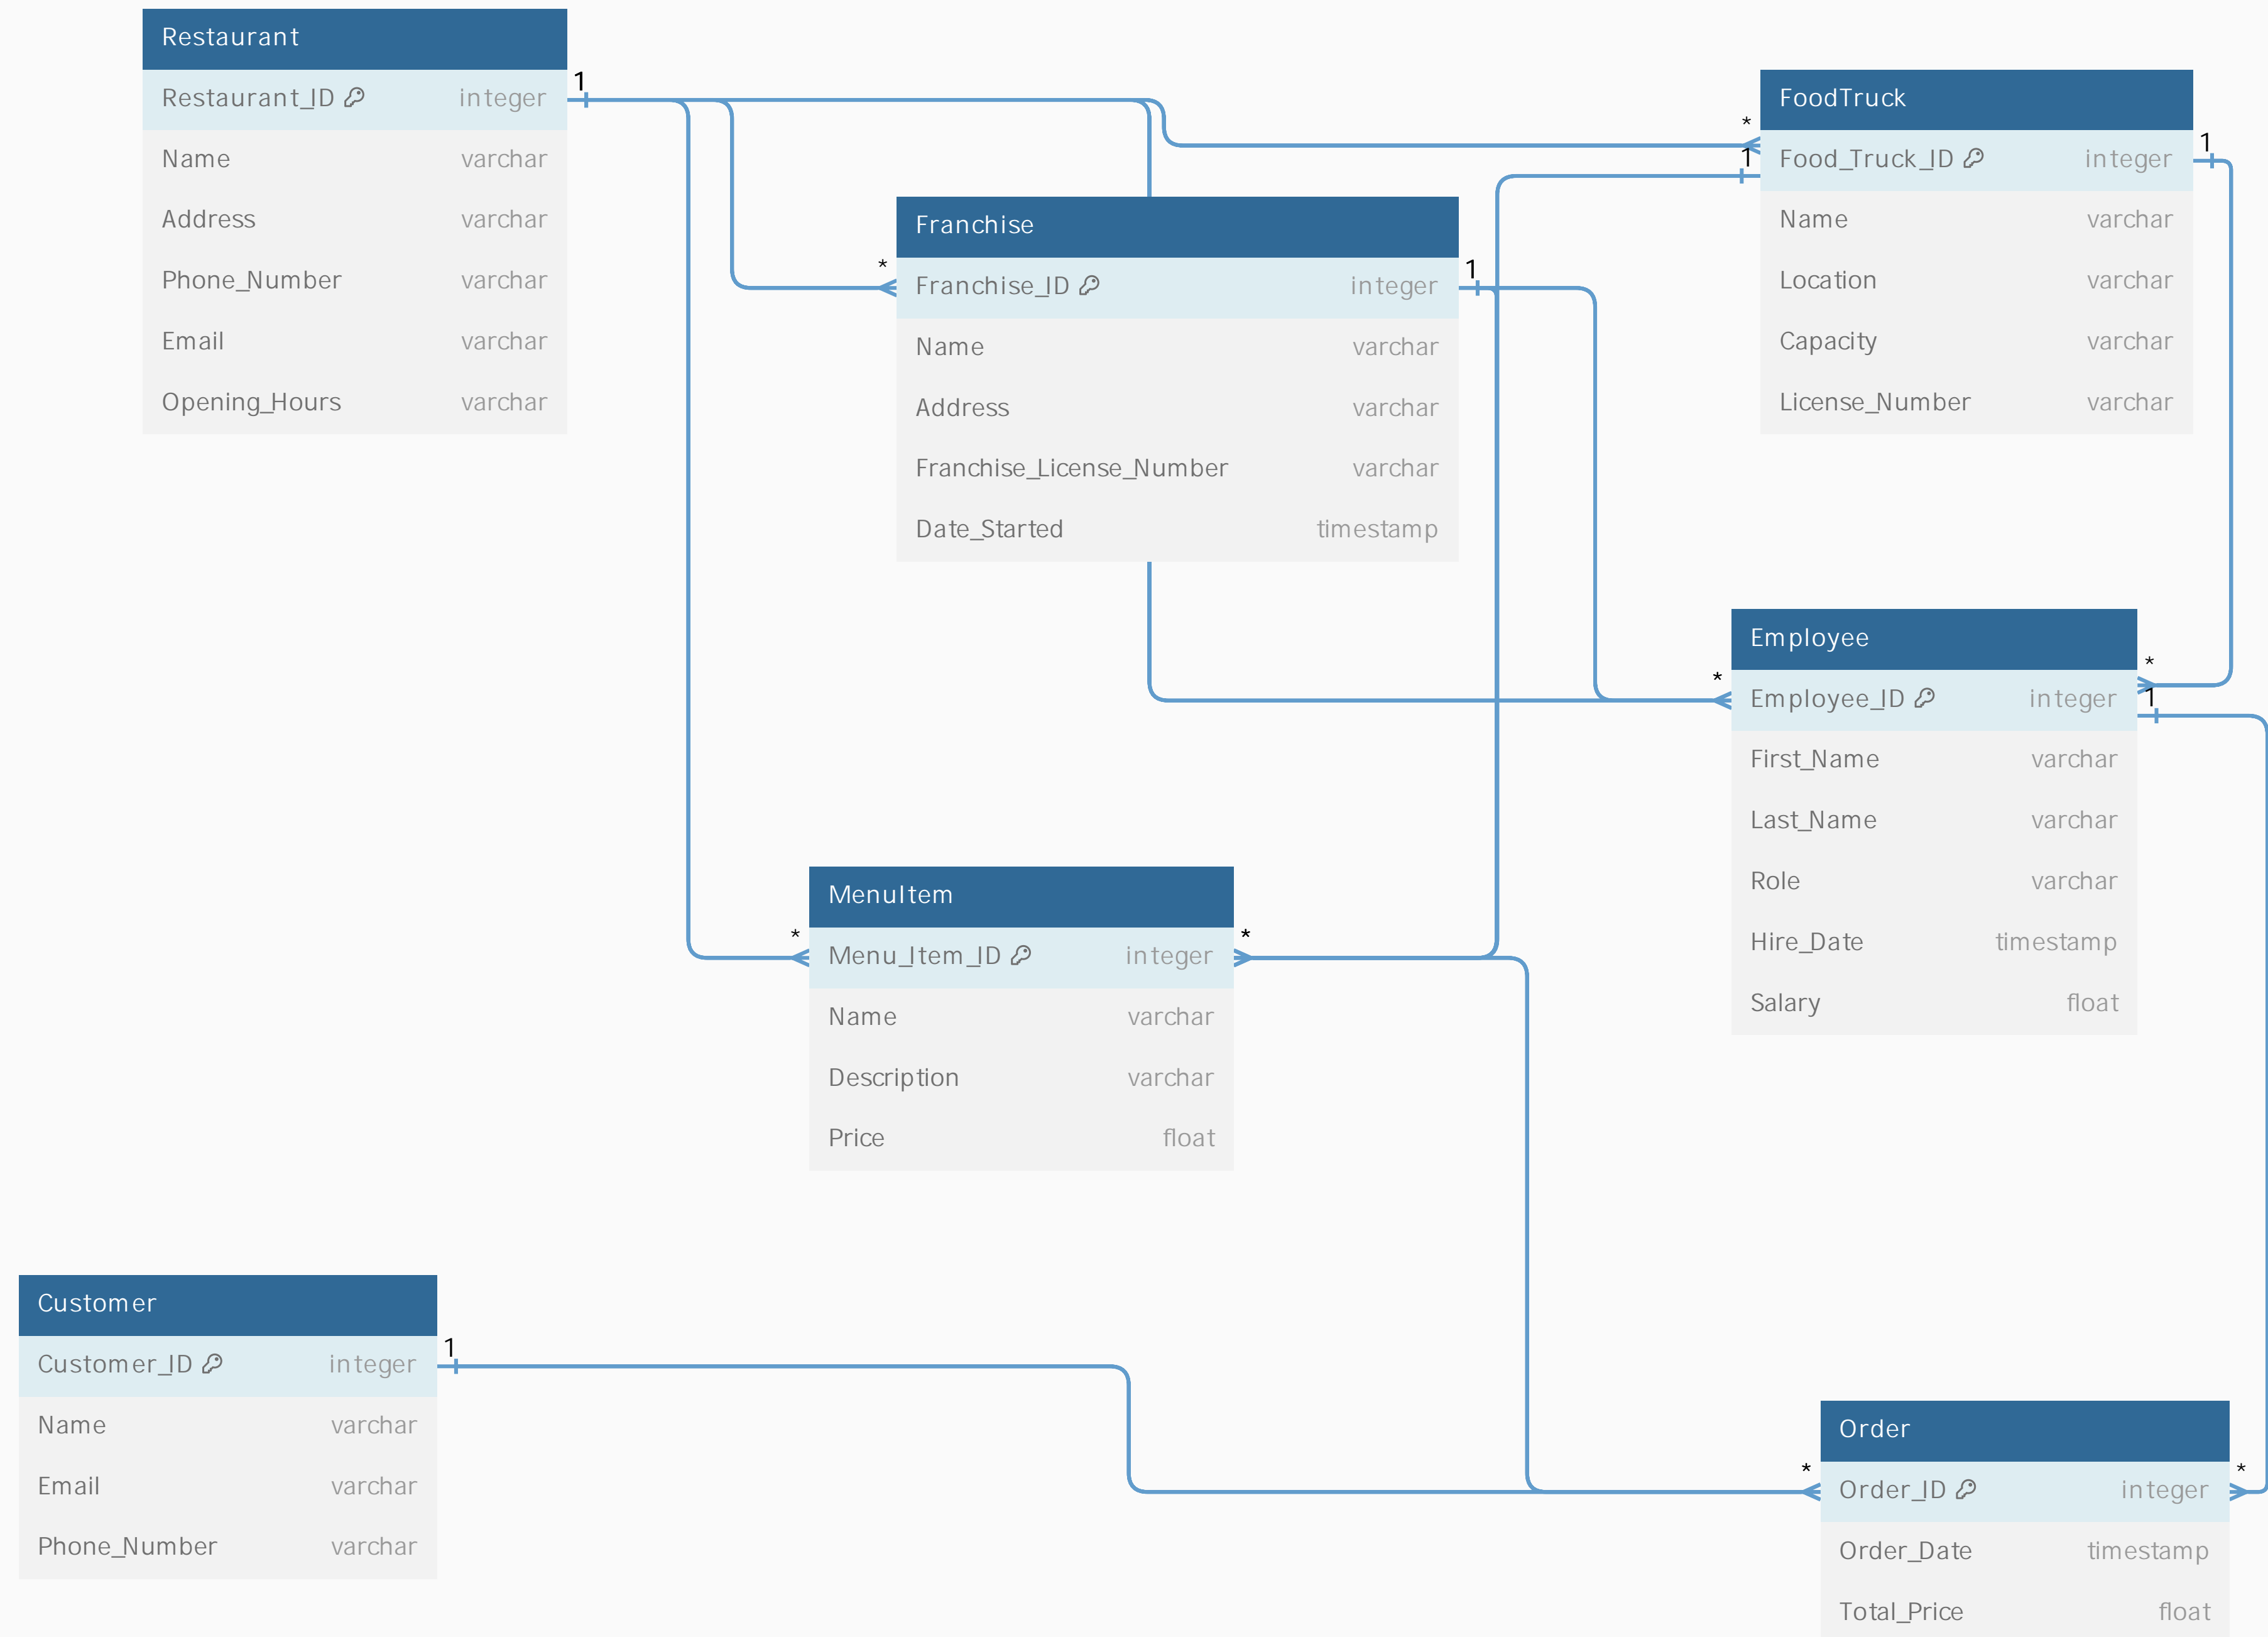 Restaurant
Restaurant_ID integer
Name varchar
Address varchar
Phone_Number varchar
Email varchar
Opening_Hours varchar
1
*
1
*
1
FoodTruck
Food_Truck_ID integer
Name varchar
Location varchar
Capacity varchar
License_Number varchar
1
Franchise
Franchise_ID integer
Name varchar
Address varchar
Franchise_License_Number varchar
Date_Started timestamp
*
*
1
Employee
Employee_ID integer
First_Name varchar
Last_Name varchar
Role varchar
Hire_Date timestamp
Salary float
*
*
MenuItem
Menu_Item_ID integer
Name varchar
Description varchar
Price float
Customer
Customer_ID integer
Name varchar
Email varchar
Phone_Number varchar
1
*
*
Order
Order_ID integer
Order_Date timestamp
Total_Price float